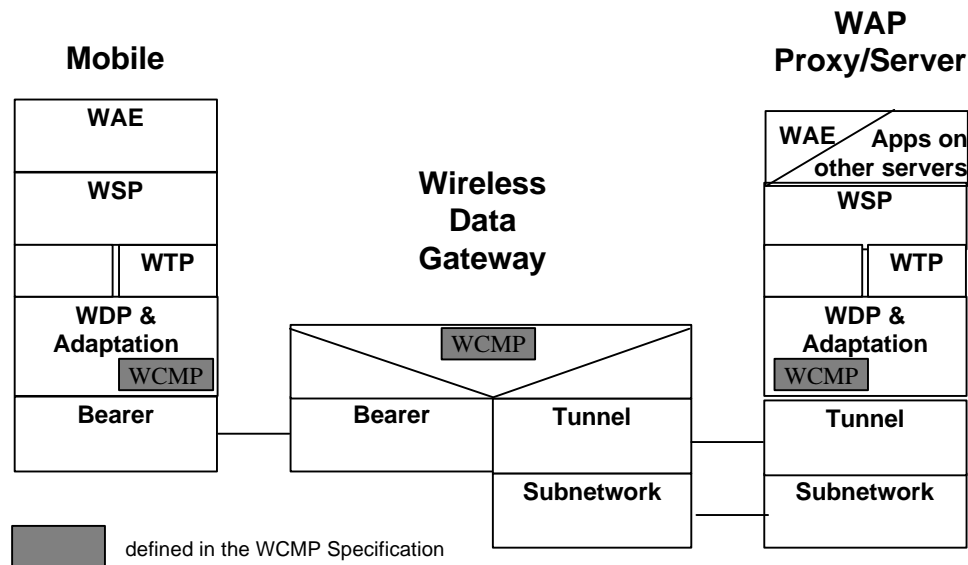 Mobile
WAE
WSP
WTP
WDP &
Adaptation
WCMP
Bearer
Wireless
Data
Gateway
WCMP
Bearer
Tunnel
Subnetwork
WAP
Proxy/Server
WAE
Apps on
other servers
WSP
WTP
WDP &
Adaptation
WCMP
Tunnel
Subnetwork
defined in the WCMP Specification